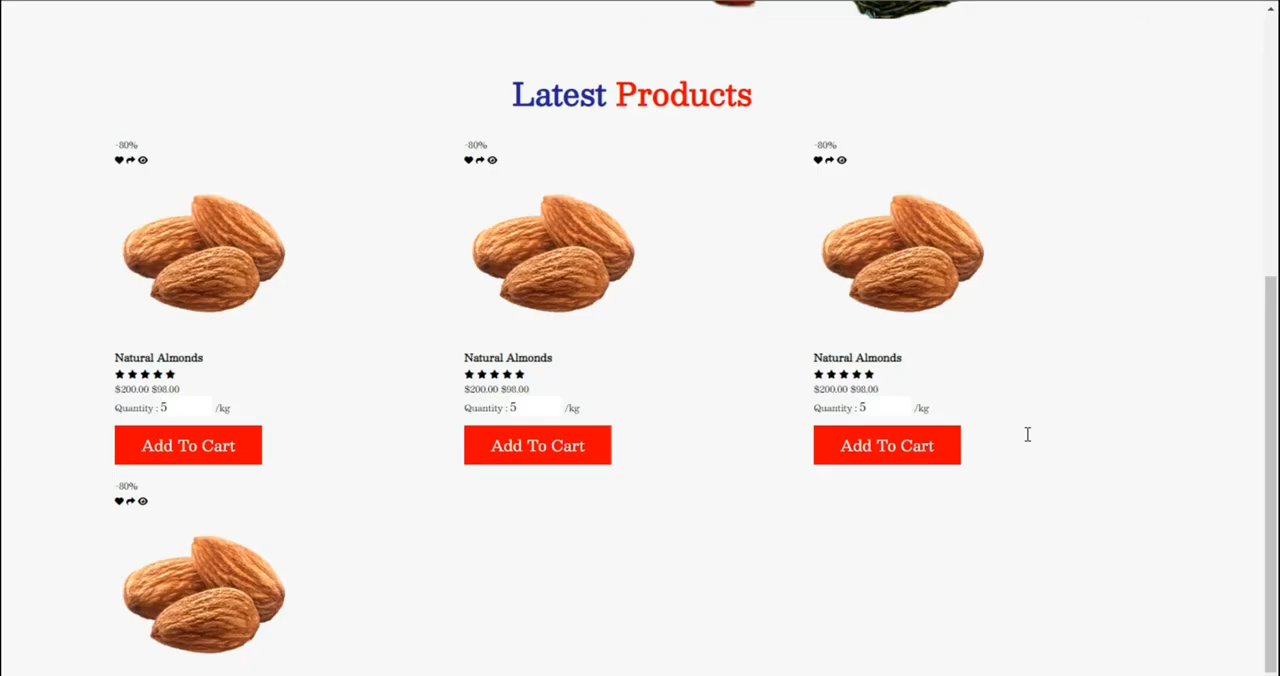 Latest Products
-80%
-80%
-80%
Natural Almonds
Natural Almonds
Natural Almonds
$200.00 $98.00
$200.00 $98.00
$200.00 $98.00
Quantity : 5 /kg
Quantity : 5 /kg
Quantity : 5 /kg
Add To Cart
Add To Cart
Add To Cart
-80%